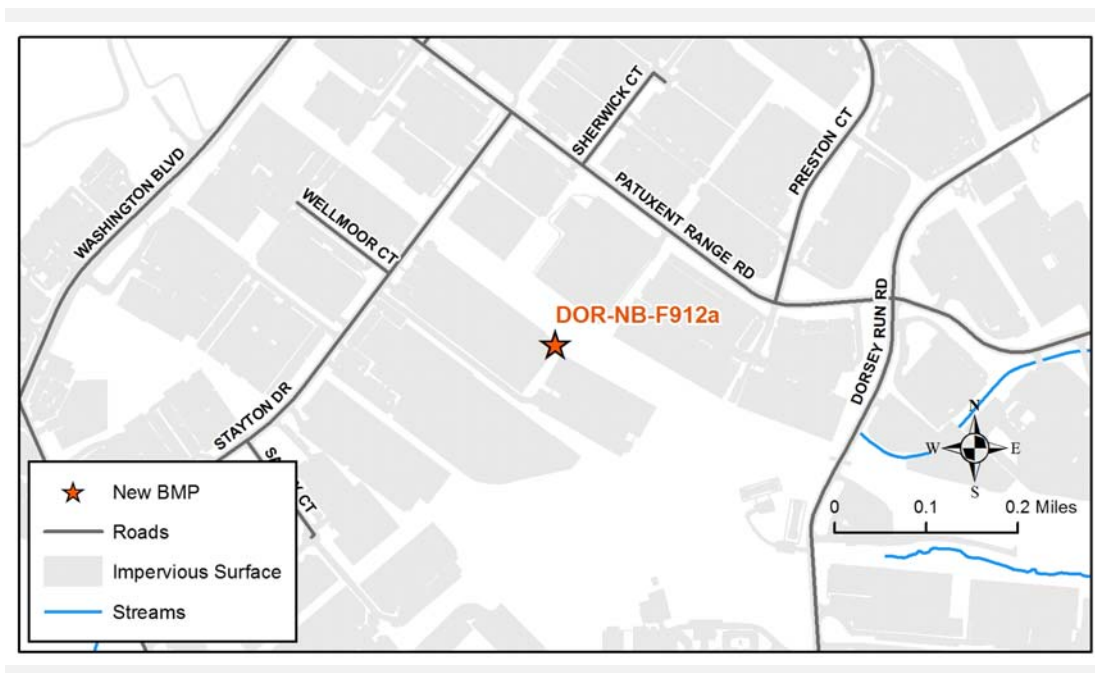 SHERWICK CT
PRESTON CT
WASHINGTON BLVD
WELLMOOR CT
PATUXENT RANGE RD
DOR-NB-F912a
DORSEY RUN RD
STAYTON DR
CT
N
W E
S
0 0.1 0.2 Miles
New BMP
Roads
Impervious Surface
Streams